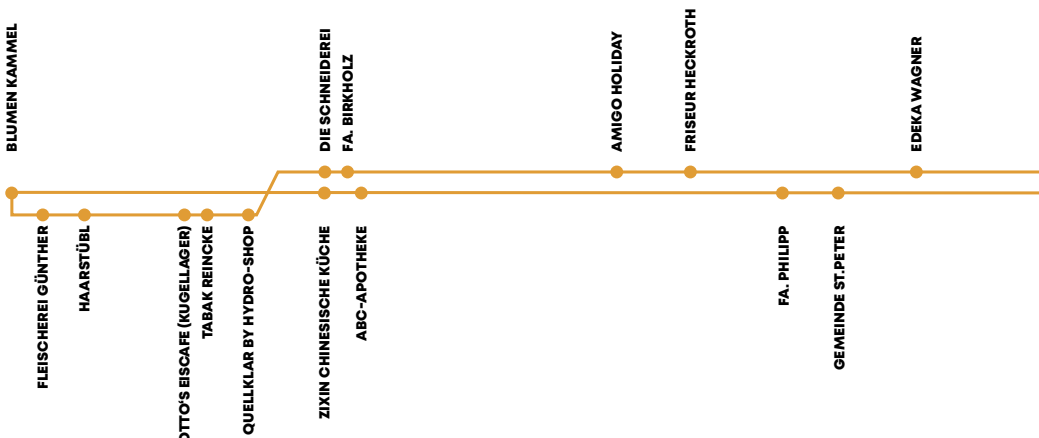 BLUMEN KAMMEL
DIE SCHNEIDEREI
FA. BIRKHOLZ
AMIGO HOLIDAY
FRISEUR HECKROTH
EDEKA WAGNER
FLEISCHEREI GÜNTHER
HAARSTÜBL
OTTO'S EISCAFE (KUGELLAGER)
TABAK REINCKE
QUELLKLAR BY HYDRO-SHOP
ZIXIN CHINESISCHE KÜCHE
ABC-APOTHEKE
FA. PHILIPP
GEMEINDE ST.PETER